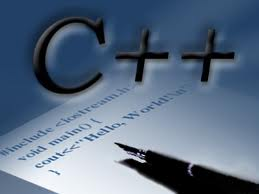 C++
#include <iostream.h>
void main() {
cout<<"Hello, World!\n"
}